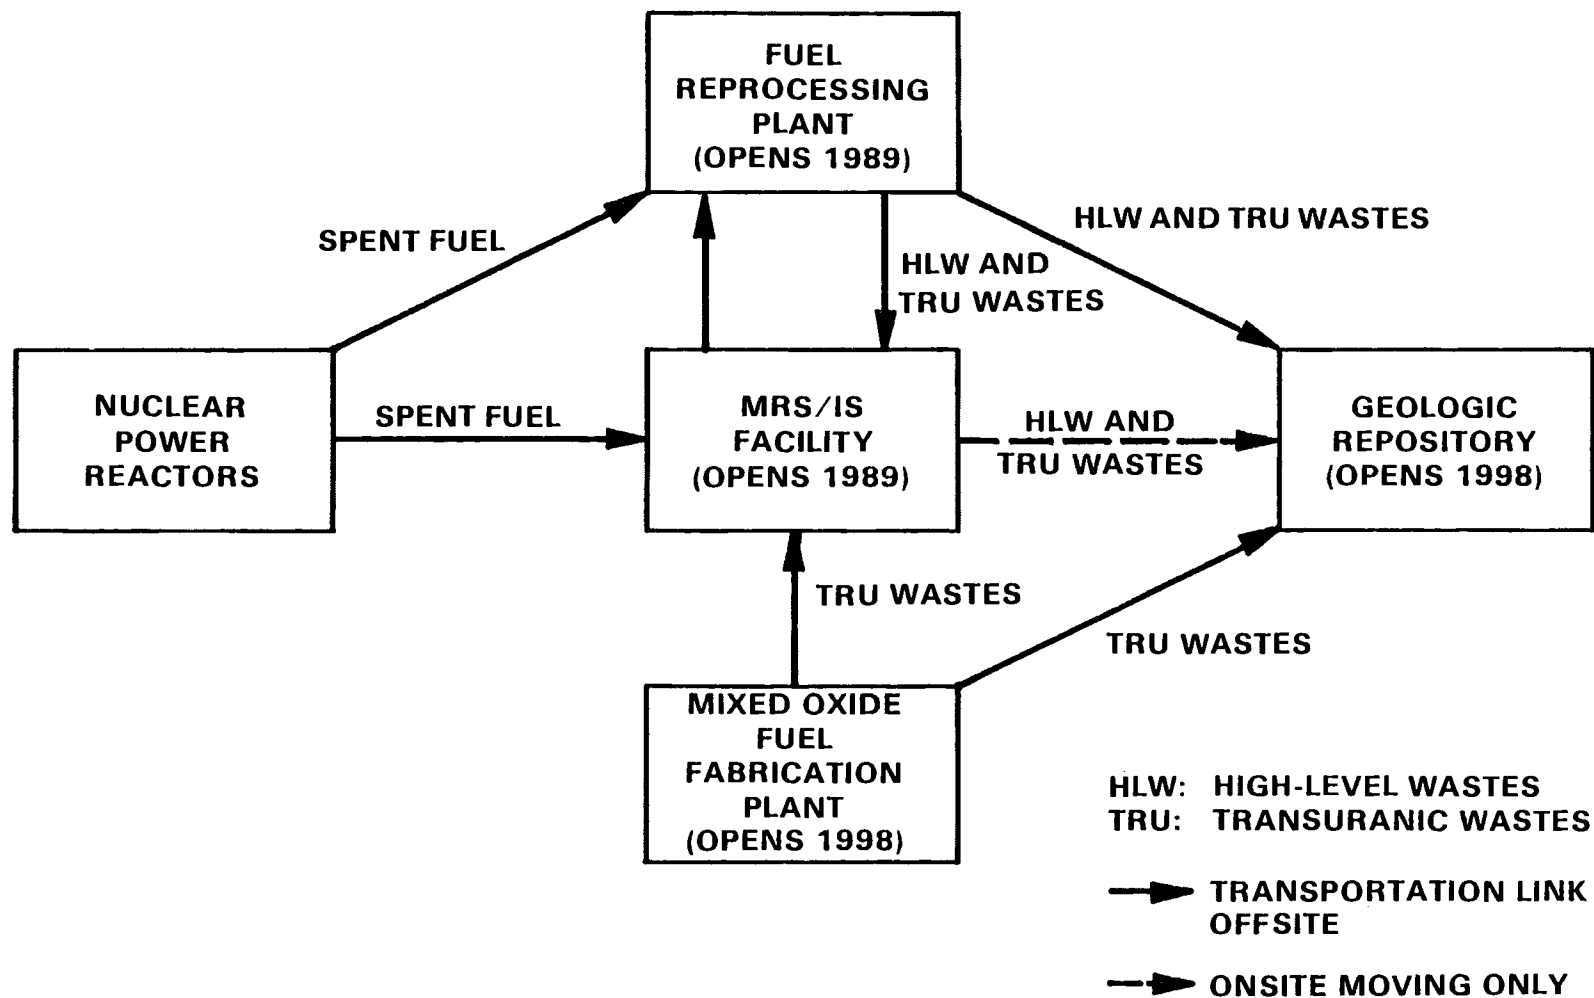 FUEL
REPROCESSING
PLANT
(OPENS 1989)
SPENT FUEL
HLW AND TRU WASTES
HLW AND
TRU WASTES
NUCLEAR
POWER
REACTORS
SPENT FUEL
MRS/IS
FACILITY
(OPENS 1989)
HLW AND
TRU WASTES
GEOLOGIC
REPOSITORY
(OPENS 1998)
TRU WASTES
TRU WASTES
MIXED OXIDE
FUEL
FABRICATION
PLANT
(OPENS 1998)
HLW: HIGH-LEVEL WASTES
TRU: TRANSURANIC WASTES
TRANSPORTATION LINK
OFFSITE
ONSITE MOVING ONLY